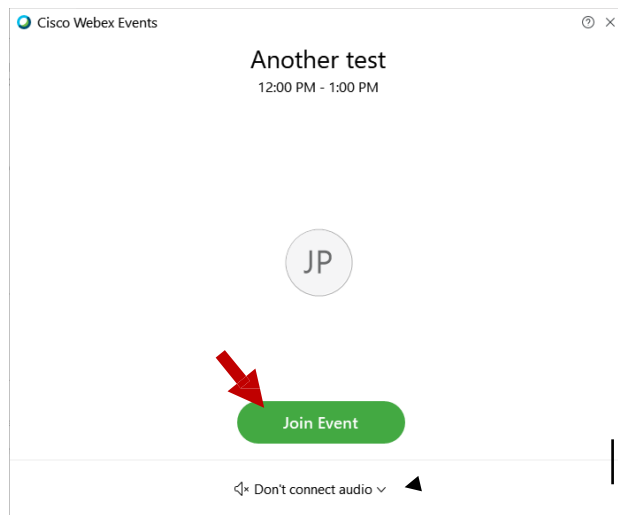 Cisco Webex Events
Another test
12:00 PM - 1:00 PM
JP
Join Event
Don't connect audio